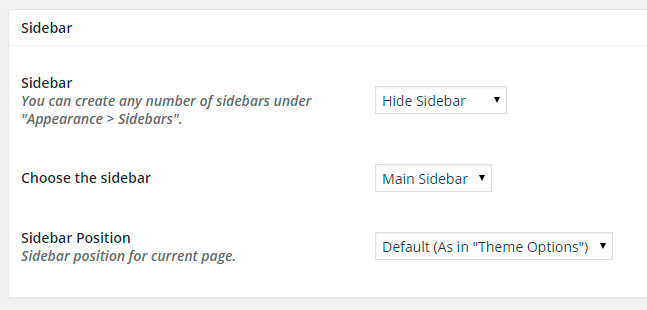 Sidebar
Sidebar
You can create any number of sidebars under
"Appearance > Sidebars".
Hide Sidebar
Choose the sidebar
Main Sidebar
Sidebar Position
Sidebar position for current page.
Default (As in "Theme Options")